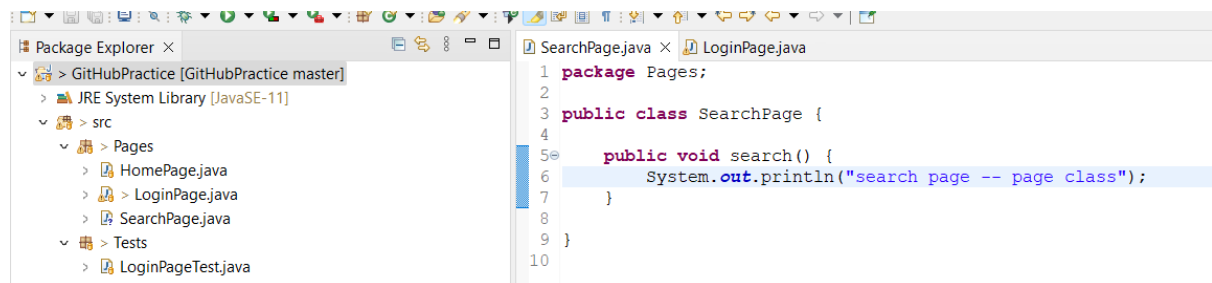 Package Explorer ×
> GitHubPractice [GitHubPractice master]
> JRE System Library [JavaSE-11]
> src
> Pages
> HomePage.java
> > LoginPage.java
> SearchPage.java
> Tests
> LoginPageTest.java
SearchPage.java × LoginPage.java
1 package Pages;
2
3 public class SearchPage {
4
5 public void search() {
6 System.out.println("search page -- page class");
7 }
8
9 }
10